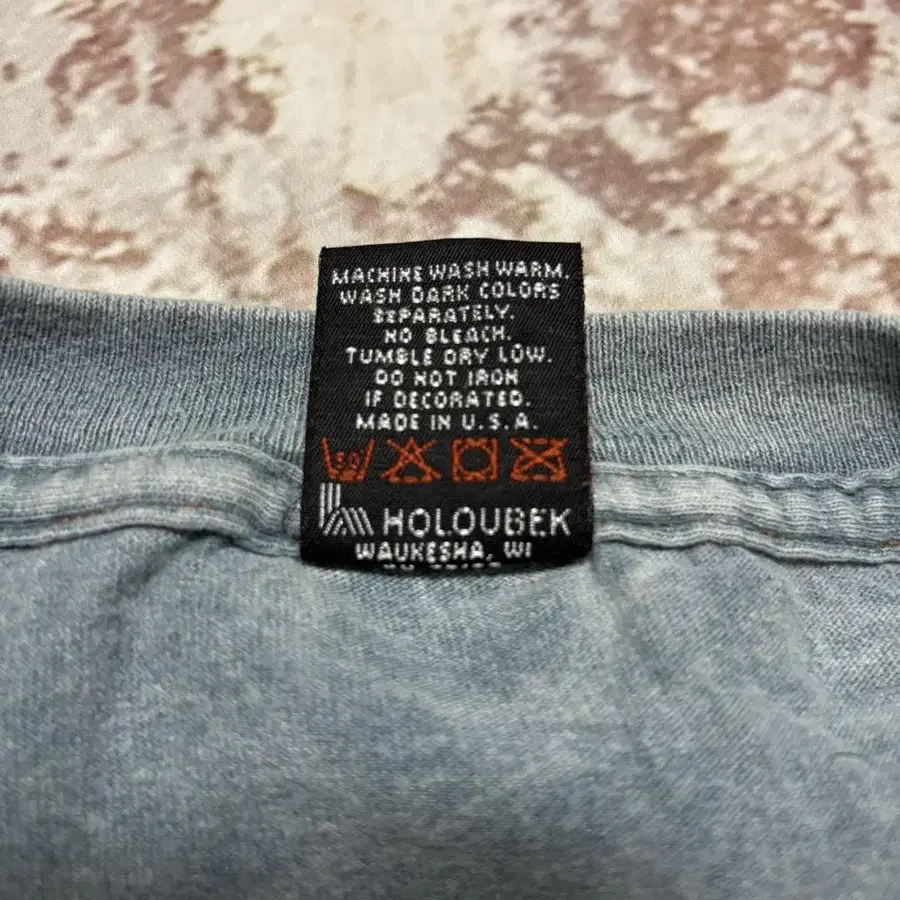 MACHINE WASH WARM.
WASH DARK COLORS
SEPARATELY.
NO BLEACH.
TUMBLE DRY LOW.
DO NOT IRON
IF DECORATED.
MADE IN U.S.A.
50
HOLOUBEK
WAUKESHA, WI